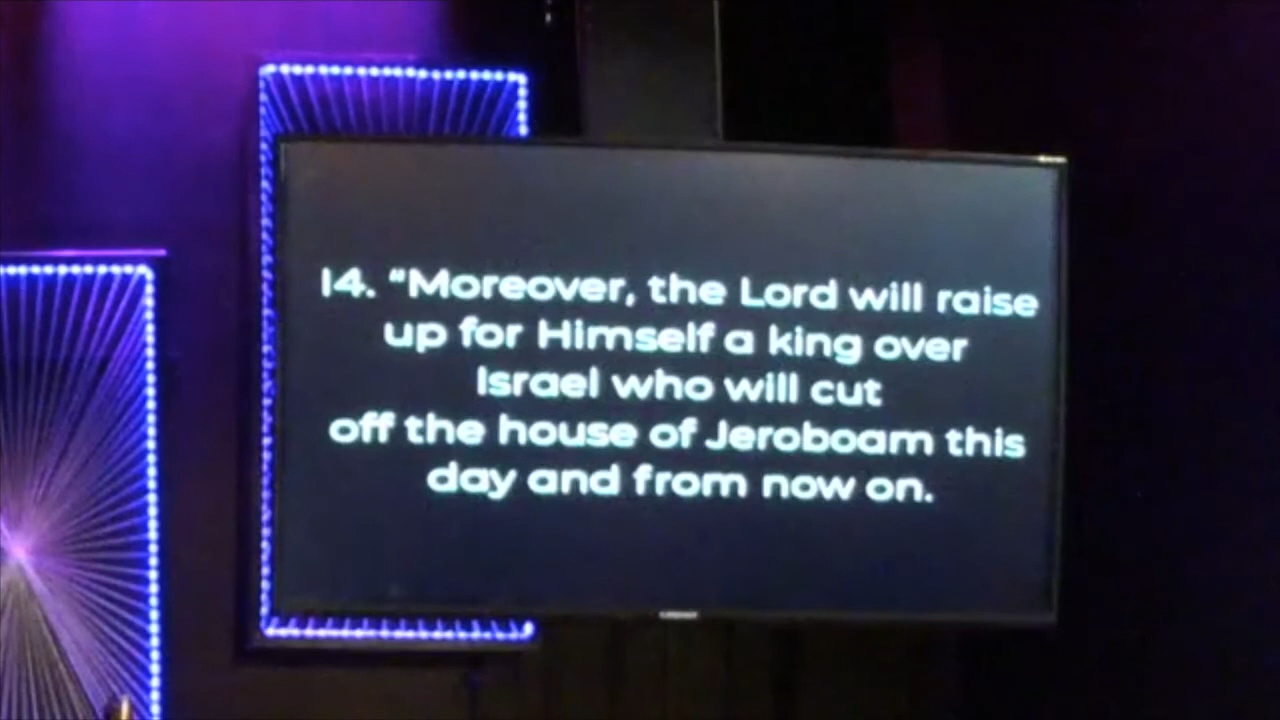 14. "Moreover, the Lord will raise
up for Himself a king over
Israel who will cut
off the house of Jeroboam this
day and from now on.